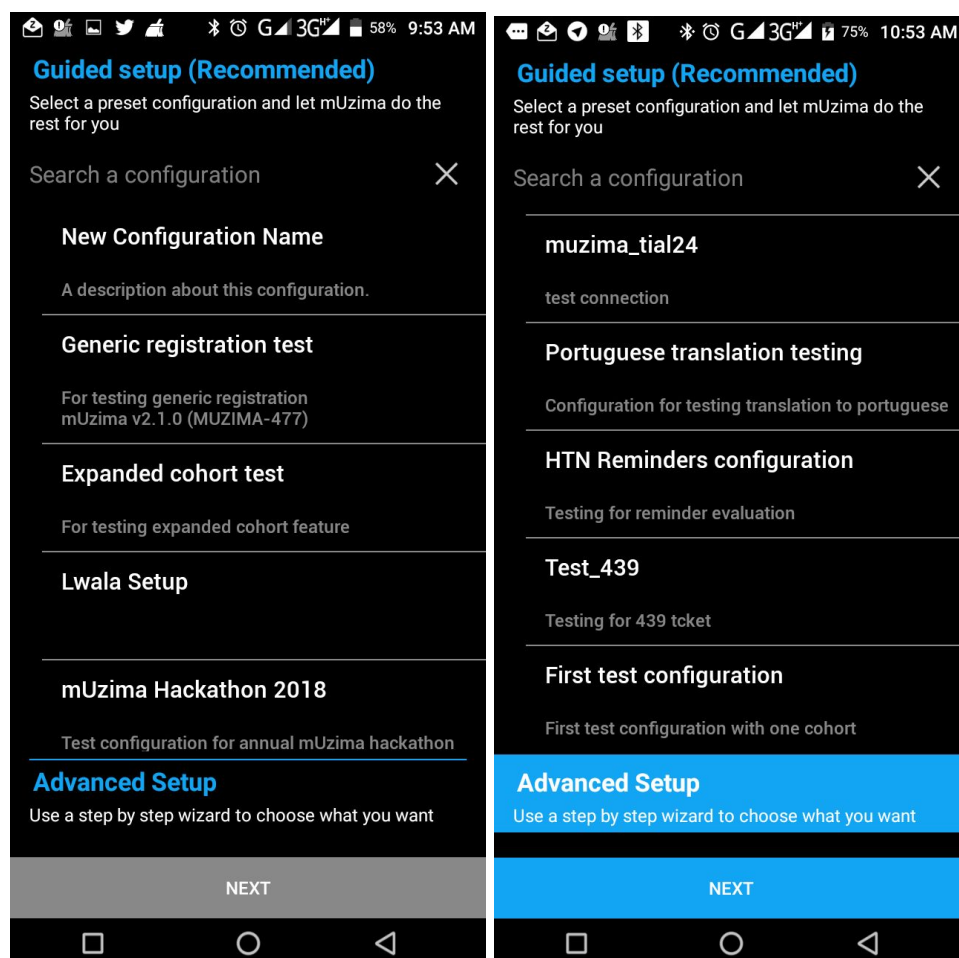 G 3G H+ 58% 9:53 AM
Guided setup (Recommended)
Select a preset configuration and let mUzima do the
rest for you
Search a configuration
New Configuration Name
A description about this configuration.
Generic registration test
For testing generic registration
mUzima v2.1.0 (MUZIMA-477)
Expanded cohort test
For testing expanded cohort feature
Lwala Setup
mUzima Hackathon 2018
Test configuration for annual mUzima hackathon
Advanced Setup
Use a step by step wizard to choose what you want
NEXT
G 3G H+ 75% 10:53 AM
Guided setup (Recommended)
Select a preset configuration and let mUzima do the
rest for you
Search a configuration
muzima_tial24
test connection
Portuguese translation testing
Configuration for testing translation to portuguese
HTN Reminders configuration
Testing for reminder evaluation
Test_439
Testing for 439 tcket
First test configuration
First test configuration with one cohort
Advanced Setup
Use a step by step wizard to choose what you want
NEXT